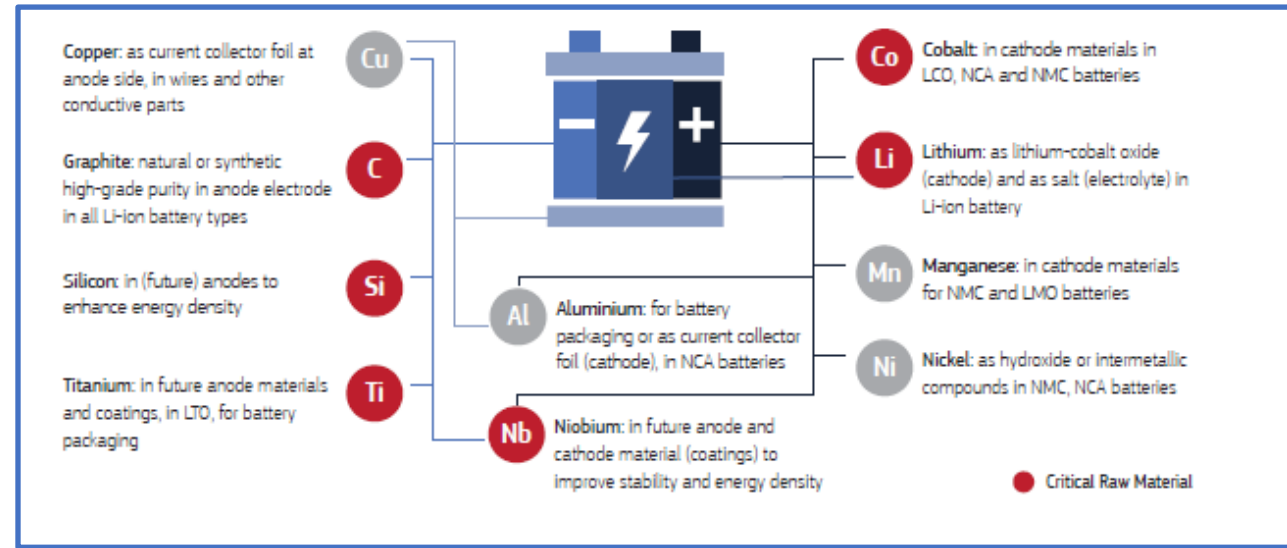 Cu
Copper: as current collector foil at
anode side, in wires and other
conductive parts
C
Graphite: natural or synthetic
high-grade purity in anode electrode
in all Li-ion battery types
Si
Silicon: in (future) anodes to
enhance energy density
Ti
Titanium: in future anode materials
and coatings, in LTO, for battery
packaging
Al
Aluminium: for battery
packaging or as current collector
foil (cathode), in NCA batteries
Nb
Niobium: in future anode and
cathode material (coatings) to
improve stability and energy density
Co
Cobalt: in cathode materials in
LCO, NCA and NMC batteries
Li
Lithium: as lithium-cobalt oxide
(cathode) and as salt (electrolyte) in
Li-ion battery
Mn
Manganese: in cathode materials
for NMC and LMO batteries
Ni
Nickel: as hydroxide or intermetallic
compounds in NMC, NCA batteries
Critical Raw Material